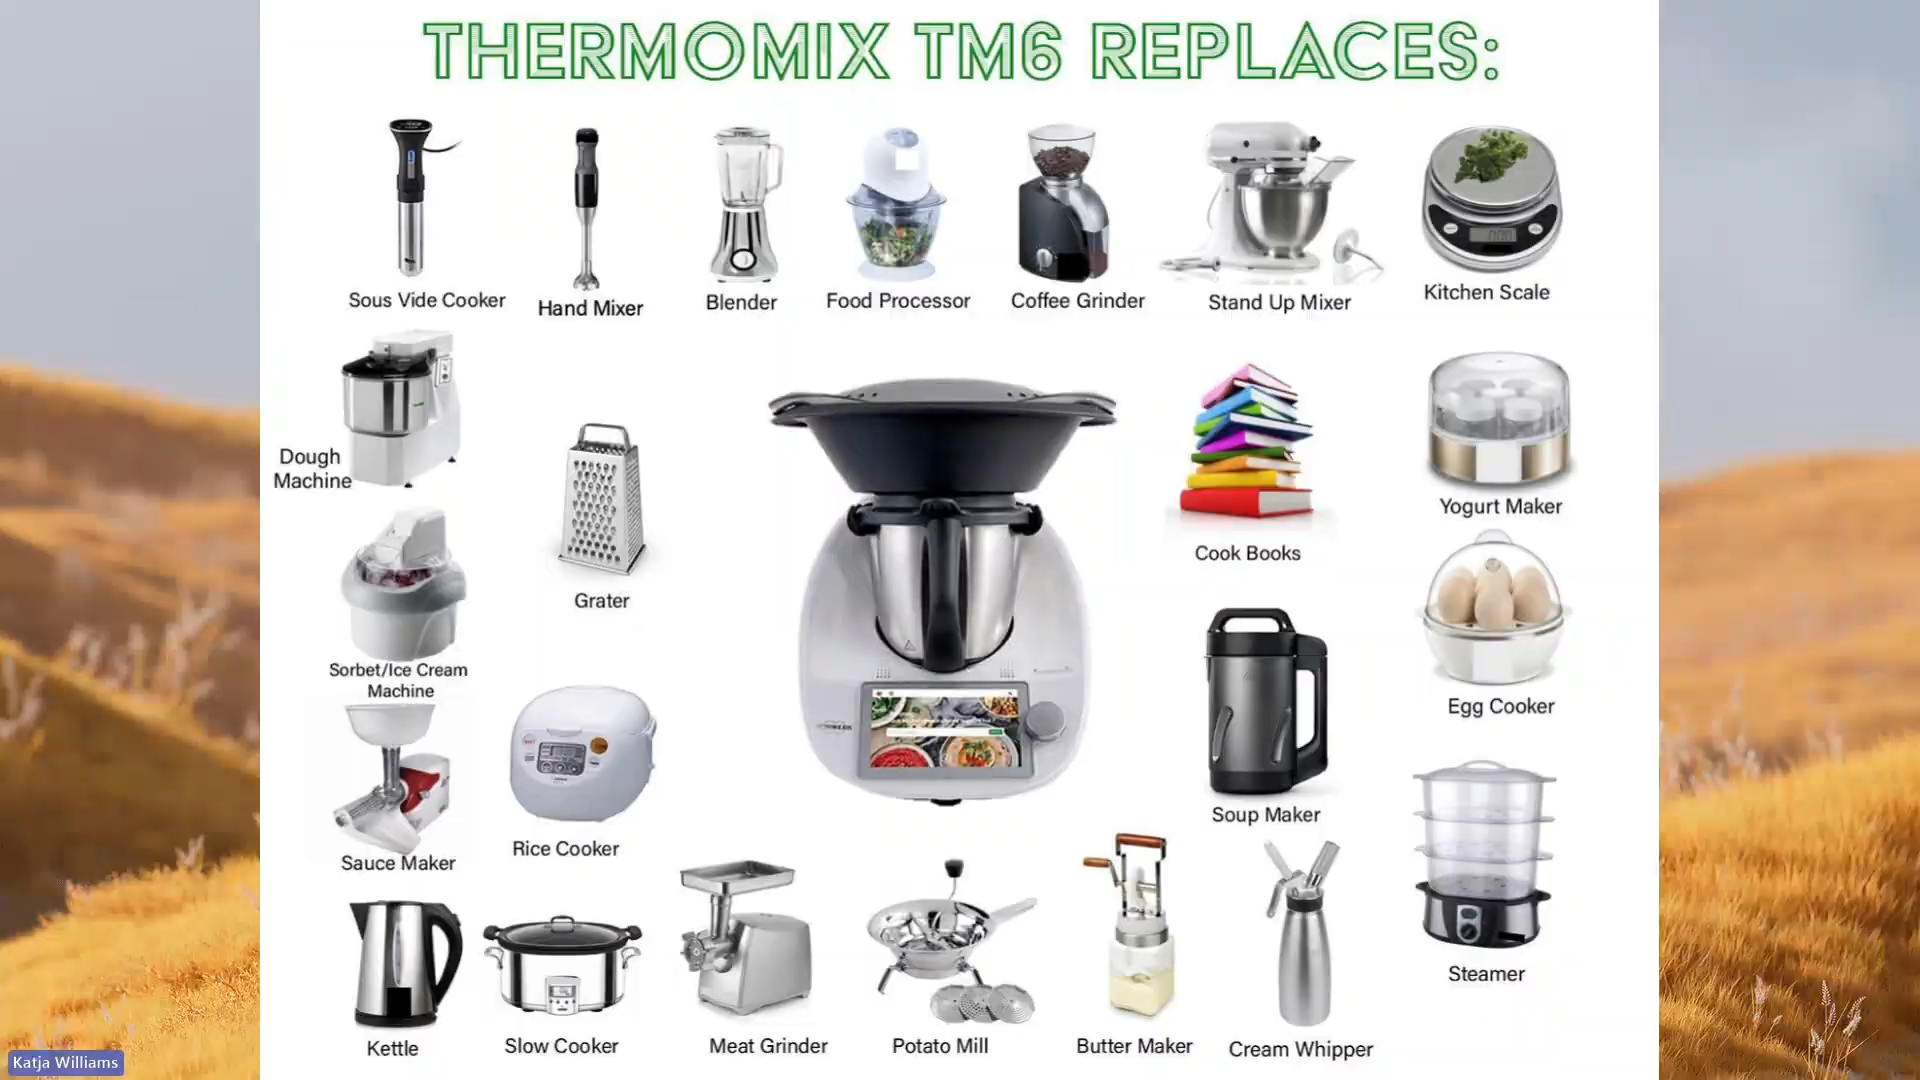 THERMOMIX TM6 REPLACES:
Sous Vide Cooker
Hand Mixer
Blender
Food Processor
Coffee Grinder
Stand Up Mixer
Kitchen Scale
Dough
Machine
Grater
Cook Books
Yogurt Maker
Sorbet/Ice Cream
Machine
Egg Cooker
Sauce Maker
Rice Cooker
Soup Maker
Steamer
Kettle
Slow Cooker
Meat Grinder
Potato Mill
Butter Maker
Cream Whipper
Katja Williams